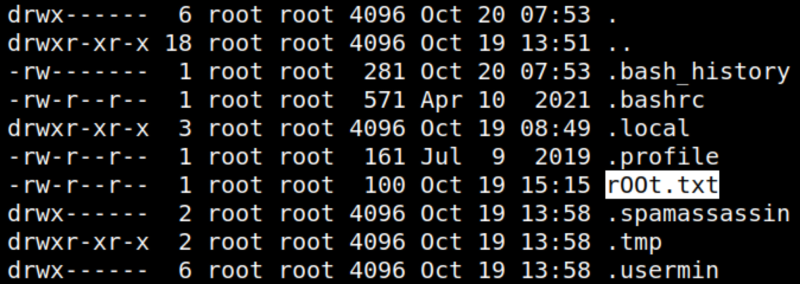 drwx------  6 root root 4096 Oct 20 07:53 .
drwxr-xr-x 18 root root 4096 Oct 19 13:51 ..
-rw-------  1 root root  281 Oct 20 07:53 .bash_history
-rw-r--r--  1 root root  571 Apr 10  2021 .bashrc
drwxr-xr-x  3 root root 4096 Oct 19 08:49 .local
-rw-r--r--  1 root root  161 Jul  9  2019 .profile
-rw-r--r--  1 root root  100 Oct 19 15:15 rOOt.txt
drwx------  2 root root 4096 Oct 19 13:58 .spamassassin
drwxr-xr-x  2 root root 4096 Oct 19 13:58 .tmp
drwx------  6 root root 4096 Oct 19 13:58 .usermin